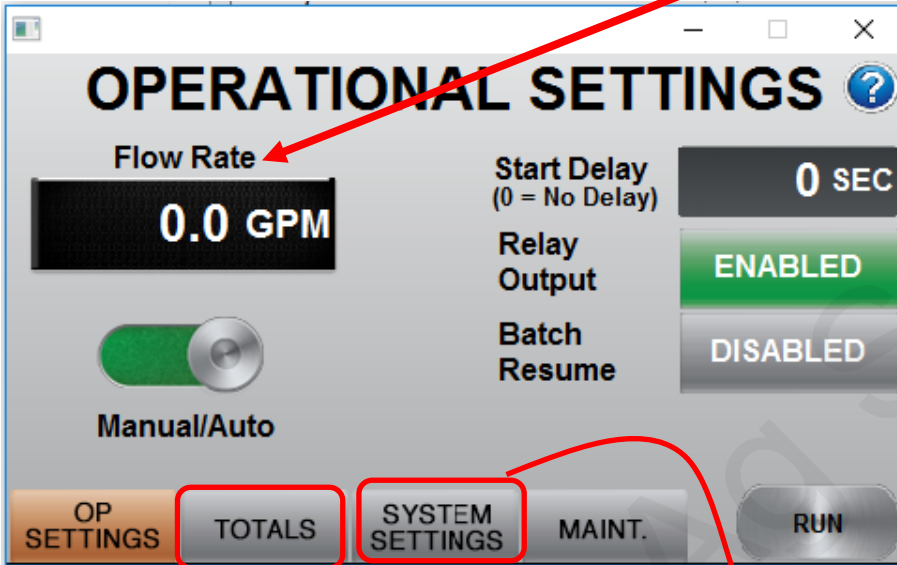 OPERATIONAL SETTINGS ?
Flow Rate
0.0 GPM
Manual/Auto
Start Delay
(0 = No Delay)
0 SEC
Relay
Output
ENABLED
Batch
Resume
DISABLED
OP
SETTINGS
TOTALS
SYSTEM
SETTINGS
MAINT.
RUN